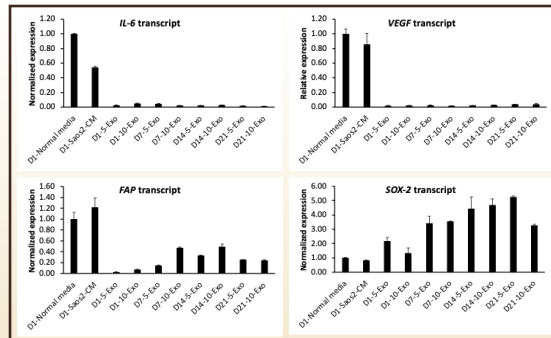 IL-6 transcript
Normalized expression
1.20
1.00
0.80
0.60
0.40
0.20
0.00
D1-Normal media
D1-Saos2-CM
D1-5-Exo
D1-10-Exo
D7-5-Exo
D7-10-Exo
D14-5-Exo
D14-10-Exo
D21-5-Exo
D21-10-Exo
VEGF transcript
Relative expression
1.20
1.00
0.80
0.60
0.40
0.20
0.00
D1-Normal media
D1-Saos2-CM
D1-5-Exo
D1-10-Exo
D7-5-Exo
D7-10-Exo
D14-5-Exo
D14-10-Exo
D21-5-Exo
D21-10-Exo
FAP transcript
Normalized expression
1.60
1.40
1.20
1.00
0.80
0.60
0.40
0.20
0.00
D1-Normal media
D1-Saos2-CM
D1-5-Exo
D1-10-Exo
D7-5-Exo
D7-10-Exo
D14-5-Exo
D14-10-Exo
D21-5-Exo
D21-10-Exo
SOX-2 transcript
Normalized expression
6.00
5.00
4.00
3.00
2.00
1.00
0.00
D1-Normal media
D1-Saos2-CM
D1-5-Exo
D1-10-Exo
D7-5-Exo
D7-10-Exo
D14-5-Exo
D14-10-Exo
D21-5-Exo
D21-10-Exo